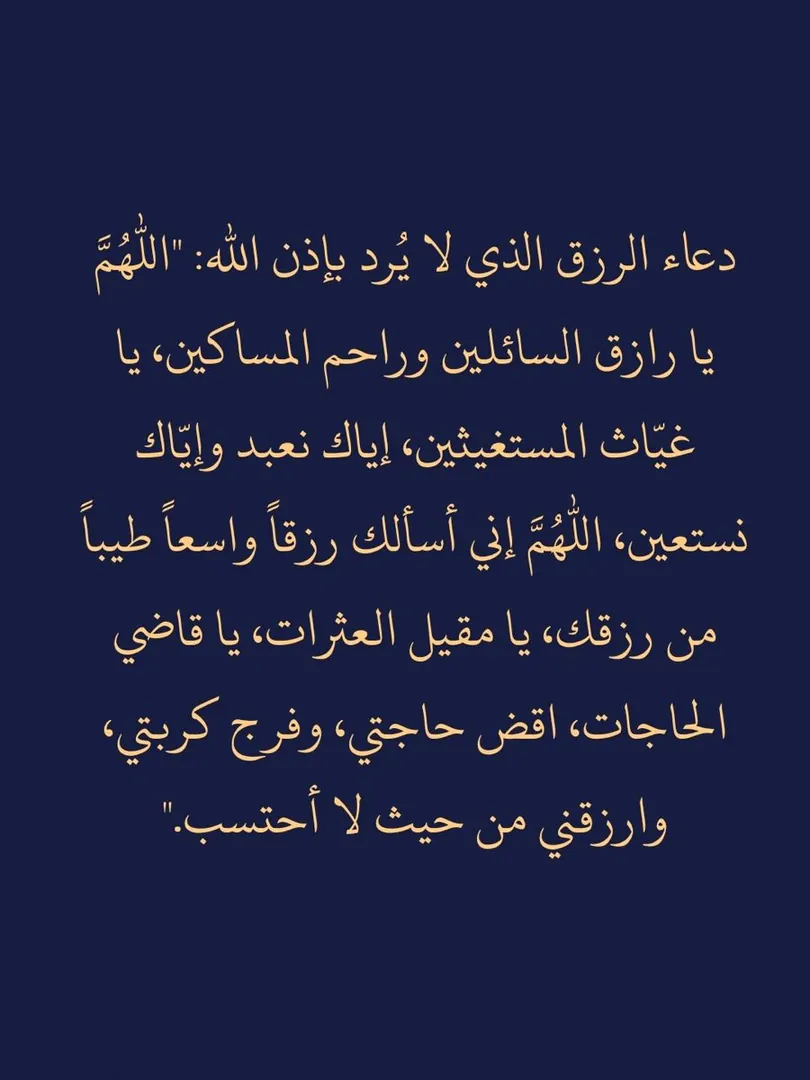 دعاء الرزق الذي لا يُرد بإذن الله: "اللّٰهُمَّ
يا رازق السائلين وراحم المساكين، يا
غيّاث المستغيثين، إياك نعبد وإيّاك
نستعين، اللّٰهُمَّ إني أسألك رزقاً واسعاً طيباً
من رزقك، يا مقيل العثرات، يا قاضي
الحاجات، اقض حاجتي، وفرج كربتي،
وارزقني من حيث لا أحتسب."